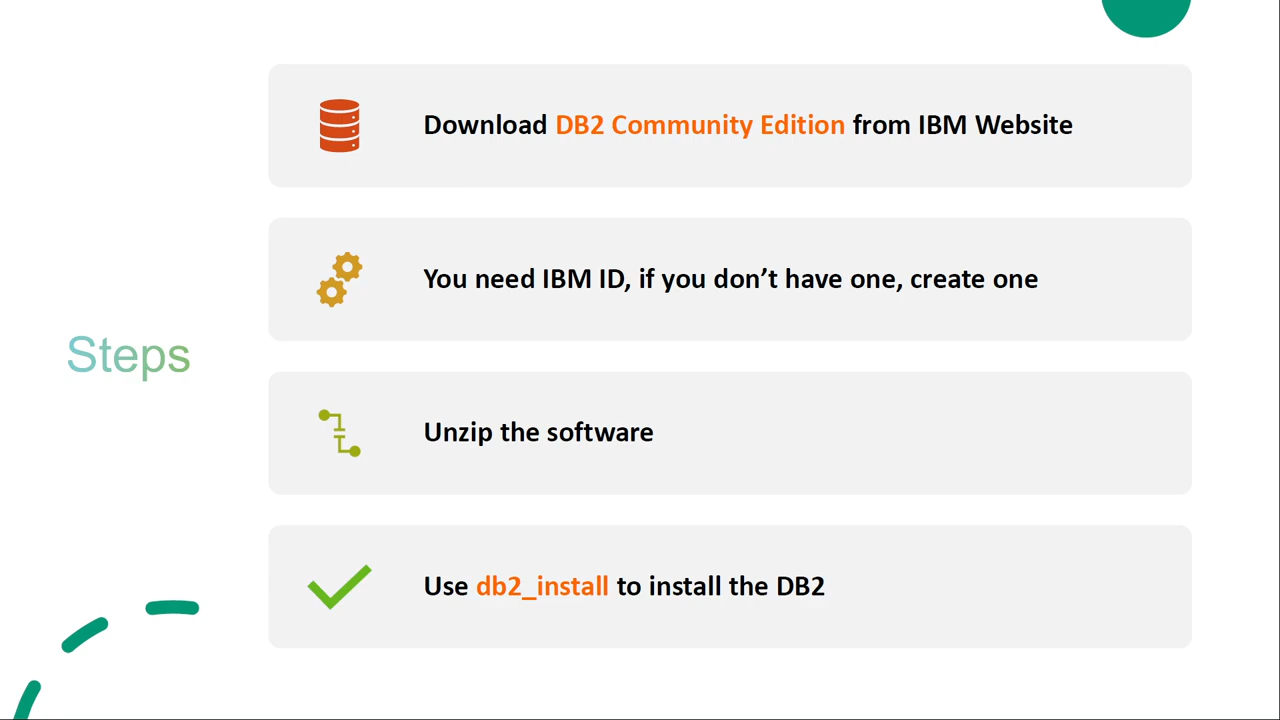 Steps
Download DB2 Community Edition from IBM Website
You need IBM ID, if you don’t have one, create one
Unzip the software
Use db2_install to install the DB2